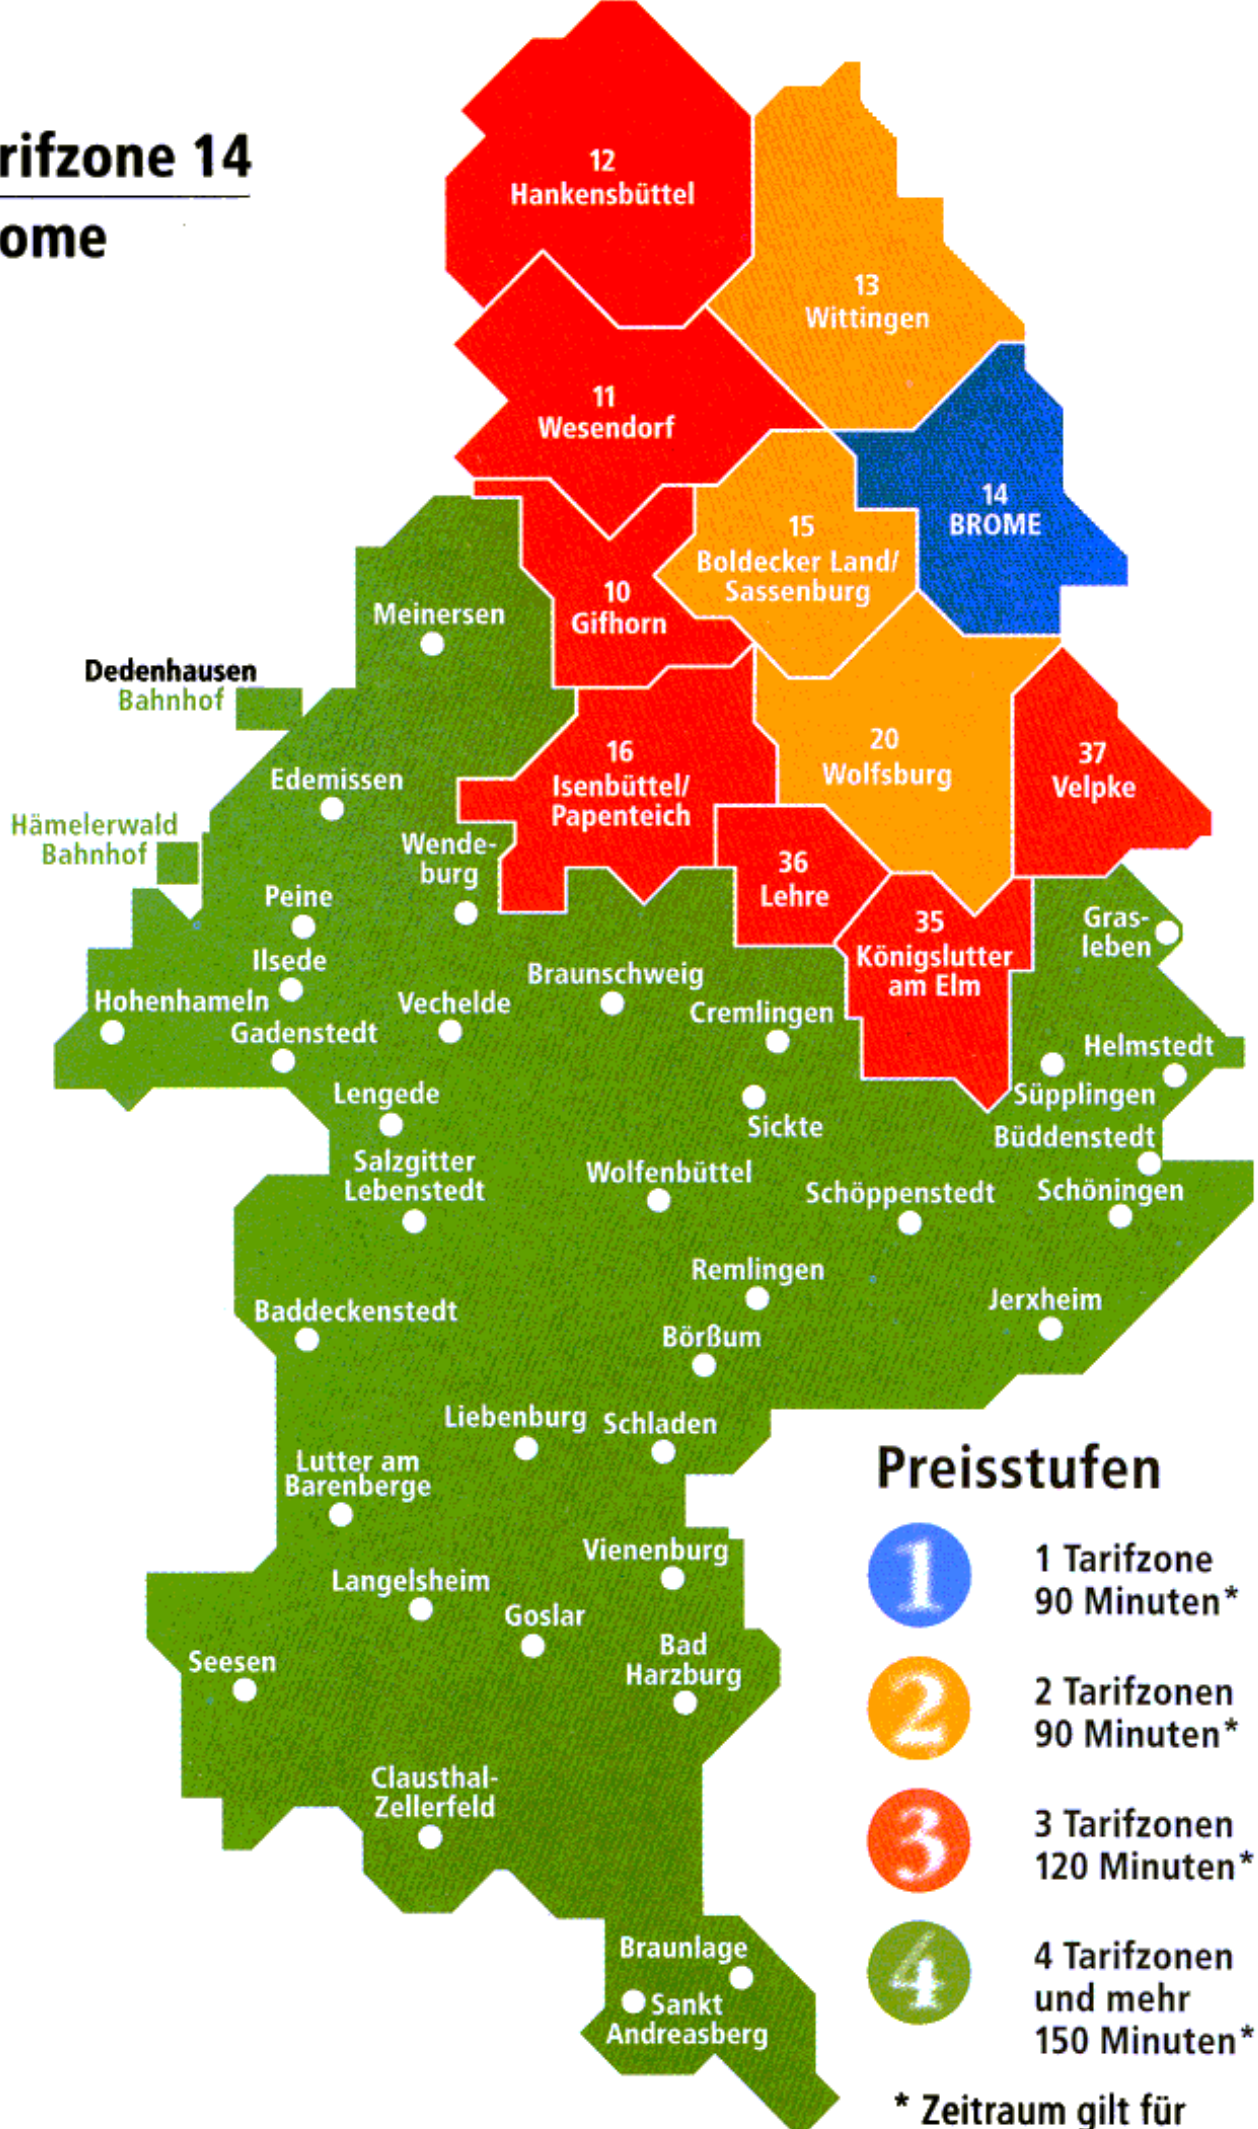 rifzone 14
ome
12
Hankensbüttel
13
Wittingen
11
Wesendorf
14
BROME
15
Boldecker Land/
Sassenburg
10
Gifhorn
Meinersen
Dedenhausen
Bahnhof
16
Isenbüttel/
Papenteich
20
Wolfsburg
37
Velpke
Edemissen
Hämelerwald
Bahnhof
Wende-
burg
36
Lehre
Peine
35
Königslutter
am Elm
Gras-
leben
Ilsede
Braunschweig
Hohenhameln
Vechelde
Cremlingen
Gadenstedt
Helmstedt
Lengede
Süpplingen
Sickte
Büddenstedt
Salzgitter
Lebenstedt
Wolfenbüttel
Schöppenstedt
Schöningen
Remlingen
Baddeckenstedt
Jerxheim
Börßum
Liebenburg
Schladen
Lutter am
Barenberge
Vienenburg
Langelsheim
Goslar
Bad
Harzburg
Seesen
Clausthal-
Zellerfeld
Braunlage
Sankt
Andreasberg
Preisstufen
1
1 Tarifzone
90 Minuten*
2
2 Tarifzonen
90 Minuten*
3
3 Tarifzonen
120 Minuten*
4
4 Tarifzonen
und mehr
150 Minuten*
* Zeitraum gilt für